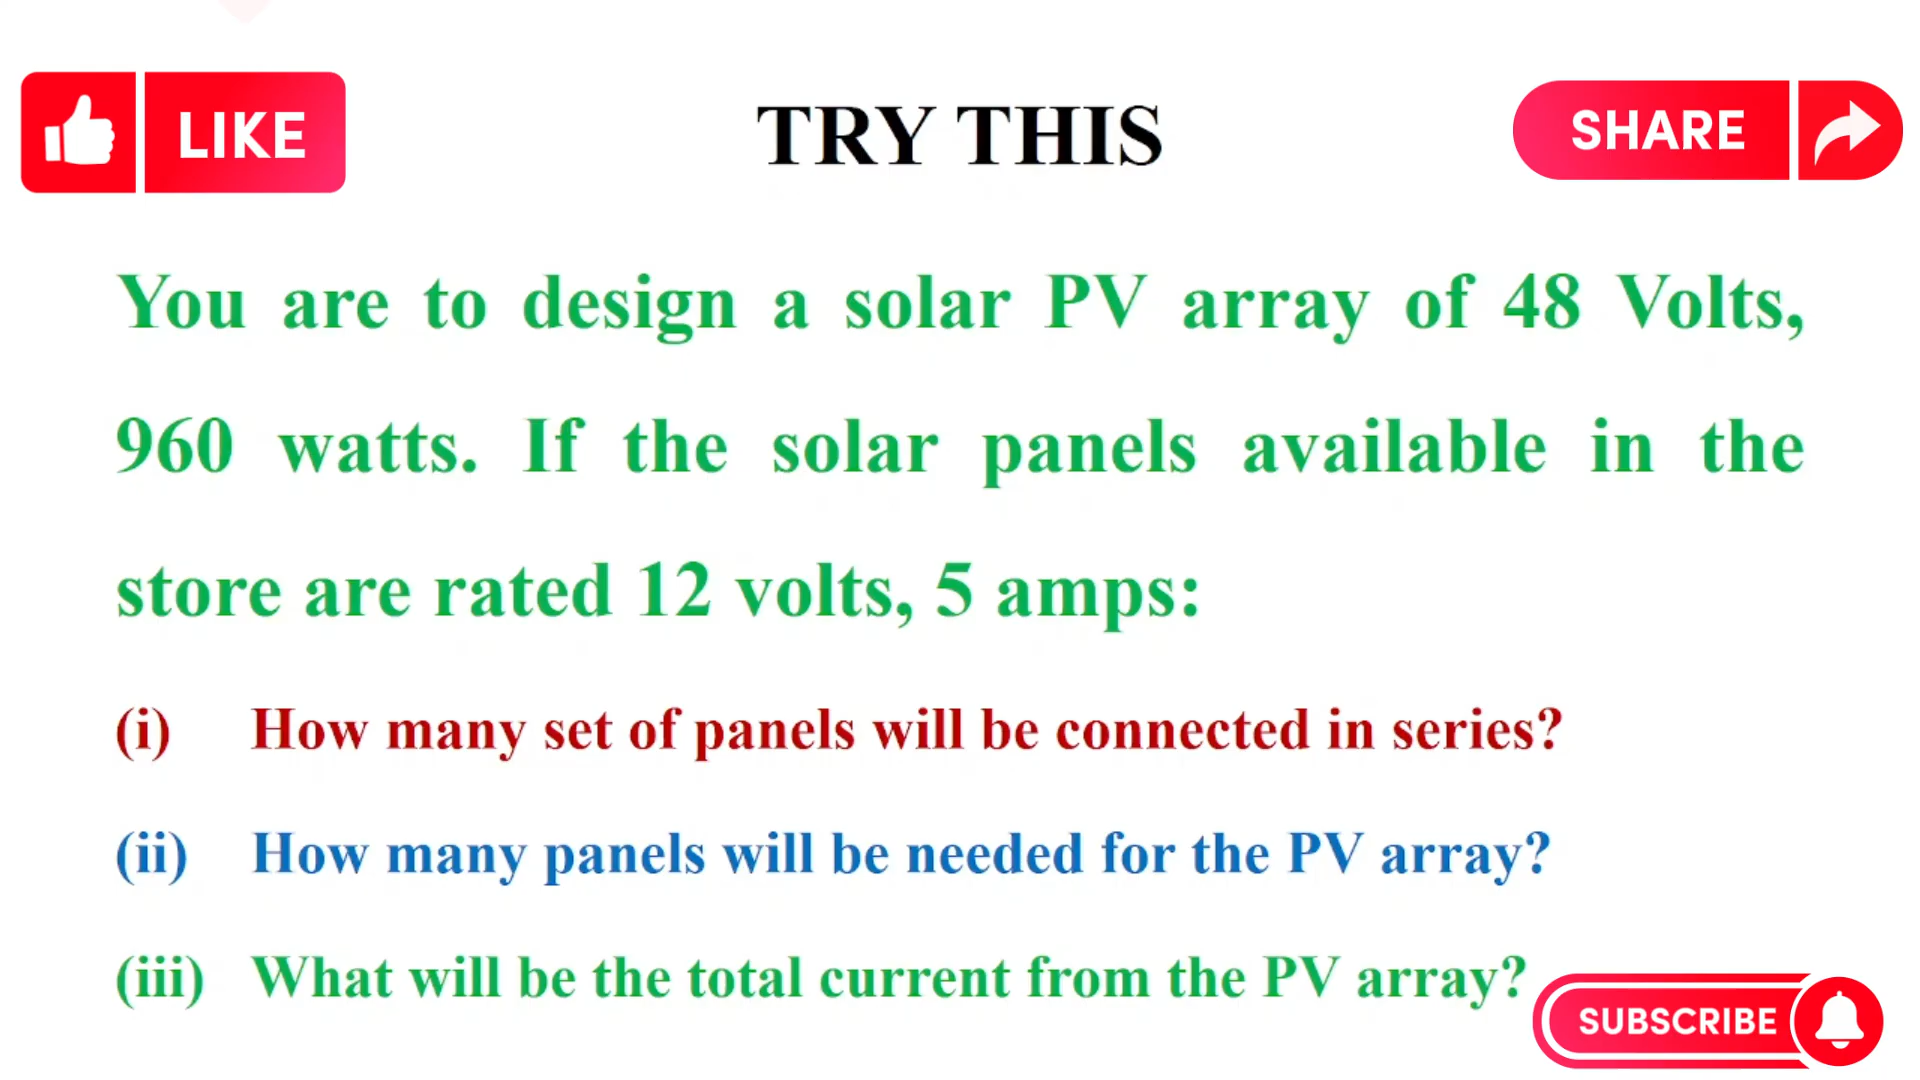 LIKE
TRY THIS
SHARE
You are to design a solar PV array of 48 Volts,
960 watts. If the solar panels available in the
store are rated 12 volts, 5 amps:
(i) How many set of panels will be connected in series?
(ii) How many panels will be needed for the PV array?
(iii) What will be the total current from the PV array?
SUBSCRIBE